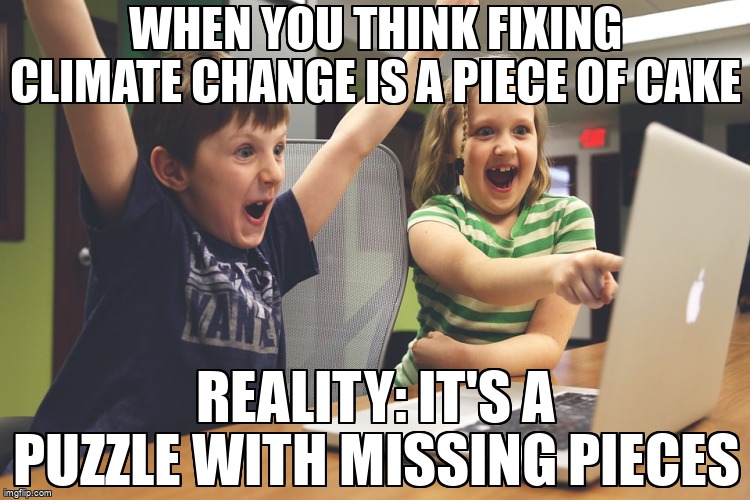 WHEN YOU THINK FIXING
CLIMATE CHANGE IS A PIECE OF CAKE
REALITY: IT'S A
PUZZLE WITH MISSING PIECES
imgflip.com